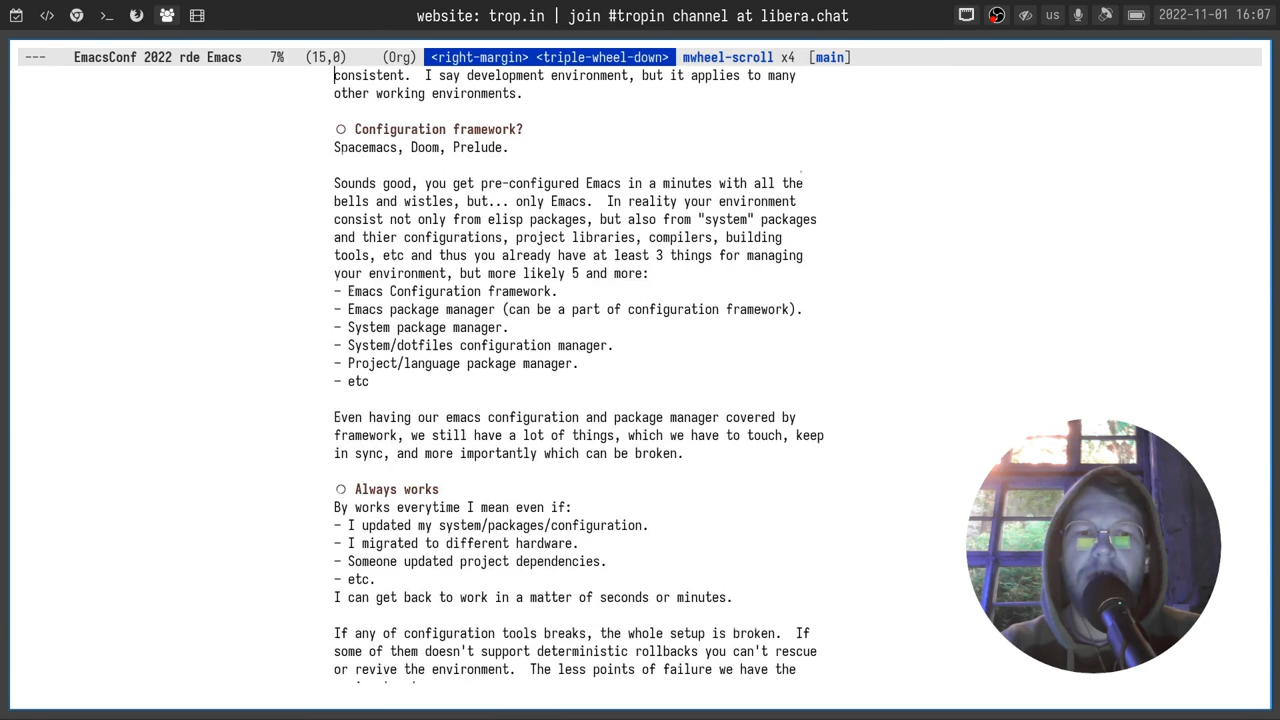 website: trop.in | join #tropin channel at libera.chat
us
2022-11-01 16:07
--- EmacsConf 2022 rde Emacs 7% (15,0) (Org) <right-margin> <triple-wheel-down> mwheel-scroll x4 [main]
consistent. I say development environment, but it applies to many
other working environments.
Configuration framework?
Spacemacs, Doom, Prelude.
Sounds good, you get pre-configured Emacs in a minutes with all the
bells and wistles, but... only Emacs. In reality your environment
consist not only from elisp packages, but also from "system" packages
and thier configurations, project libraries, compilers, building
tools, etc and thus you already have at least 3 things for managing
your environment, but more likely 5 and more:
- Emacs Configuration framework.
- Emacs package manager (can be a part of configuration framework).
- System package manager.
- System/dotfiles configuration manager.
- Project/language package manager.
- etc
Even having our emacs configuration and package manager covered by
framework, we still have a lot of things, which we have to touch, keep
in sync, and more importantly which can be broken.
Always works
By works everytime I mean even if:
- I updated my system/packages/configuration.
- I migrated to different hardware.
- Someone updated project dependencies.
- etc.
I can get back to work in a matter of seconds or minutes.
If any of configuration tools breaks, the whole setup is broken. If
some of them doesn't support deterministic rollbacks you can't rescue
or revive the environment. The less points of failure we have the